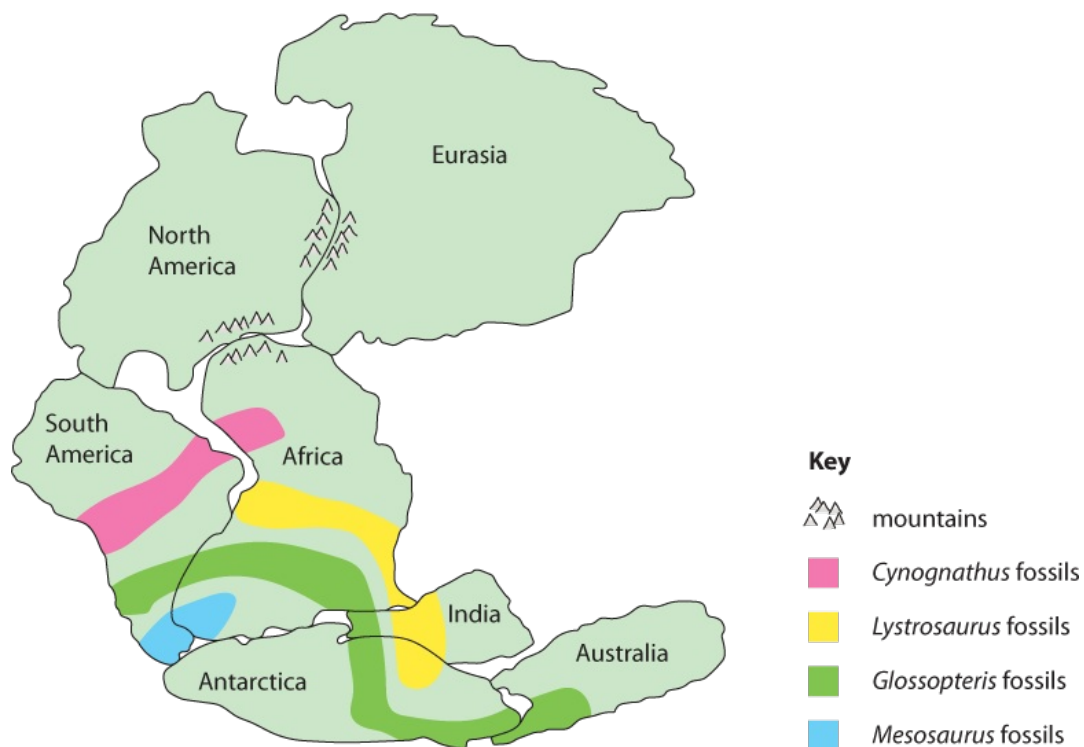 Eurasia
North
America
South
America
Africa
India
Australia
Antarctica
Key
mountains
Cynognathus fossils
Lystrosaurus fossils
Glossopteris fossils
Mesosaurus fossils